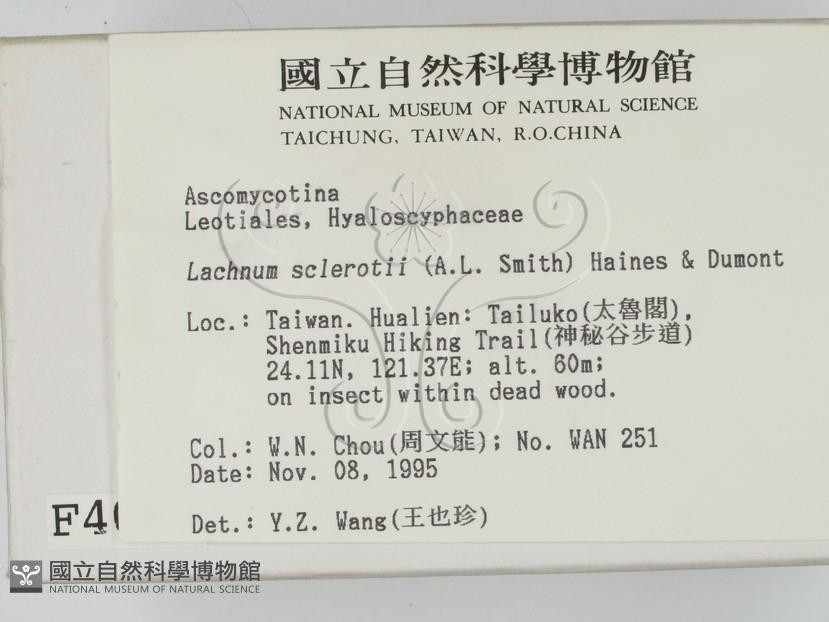 國立自然科學博物館
NATIONAL MUSEUM OF NATURAL SCIENCE
TAICHUNG, TAIWAN, R.O.CHINA
Ascomycotina
Leotiales, Hyaloscyphaceae
Lachnum sclerotii (A.L. Smith) Haines & Dumont
Loc.: Taiwan. Hualien: Tailuko(太魯閣),
Shenmiku Hiking Trail(神秘谷步道)
24.11N, 121.37E; alt. 60m;
on insect within dead wood.
Col.: W.N. Chou(周文能); No. WAN 251
Date: Nov. 08, 1995
Det.: Y.Z. Wang(王也珍)
國立自然科學博物館
NATIONAL MUSEUM OF NATURAL SCIENCE